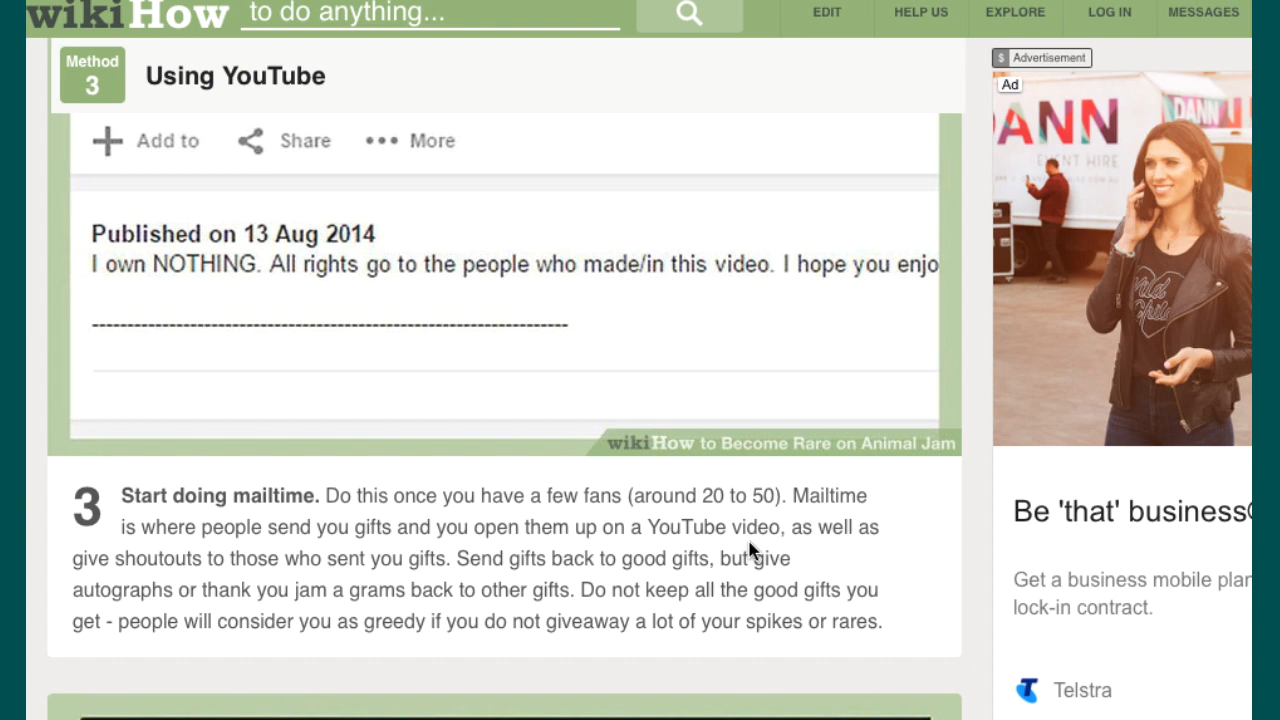 wikiHow to do anything...
EDIT HELP US EXPLORE LOG IN MESSAGES
Method
3
Using YouTube
Add to Share More
Published on 13 Aug 2014
I own NOTHING. All rights go to the people who made/in this video. I hope you enjo
--------------------------------------------------------------------
wikiHow to Become Rare on Animal Jam
3 Start doing mailtime. Do this once you have a few fans (around 20 to 50). Mailtime
is where people send you gifts and you open them up on a YouTube video, as well as
give shoutouts to those who sent you gifts. Send gifts back to good gifts, but give
autographs or thank you jam a grams back to other gifts. Do not keep all the good gifts you
get - people will consider you as greedy if you do not giveaway a lot of your spikes or rares.
$ Advertisement
Ad
DANN
DANN
EVENT HIRE
Wild Child
Be 'that' business
Get a business mobile plan
lock-in contract.
Telstra